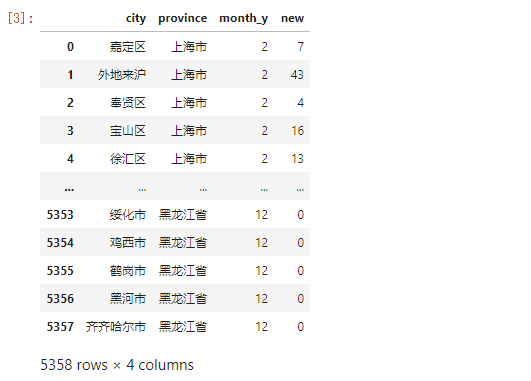 [3]:
city province month_y new
0 嘉定区 上海市 2 7
1 外地来沪 上海市 2 43
2 奉贤区 上海市 2 4
3 宝山区 上海市 2 16
4 徐汇区 上海市 2 13
... ... ... ... ...
5353 绥化市 黑龙江省 12 0
5354 鸡西市 黑龙江省 12 0
5355 鹤岗市 黑龙江省 12 0
5356 黑河市 黑龙江省 12 0
5357 齐齐哈尔市 黑龙江省 12 0
5358 rows × 4 columns